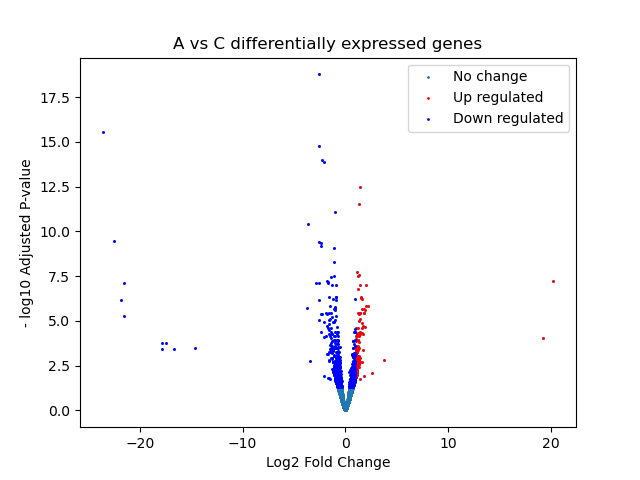 A vs C differentially expressed genes
No change
Up regulated
Down regulated
17.5
15.0
12.5
10.0
7.5
5.0
2.5
0.0
- log10 Adjusted P-value
−20
−10
0
10
20
Log2 Fold Change